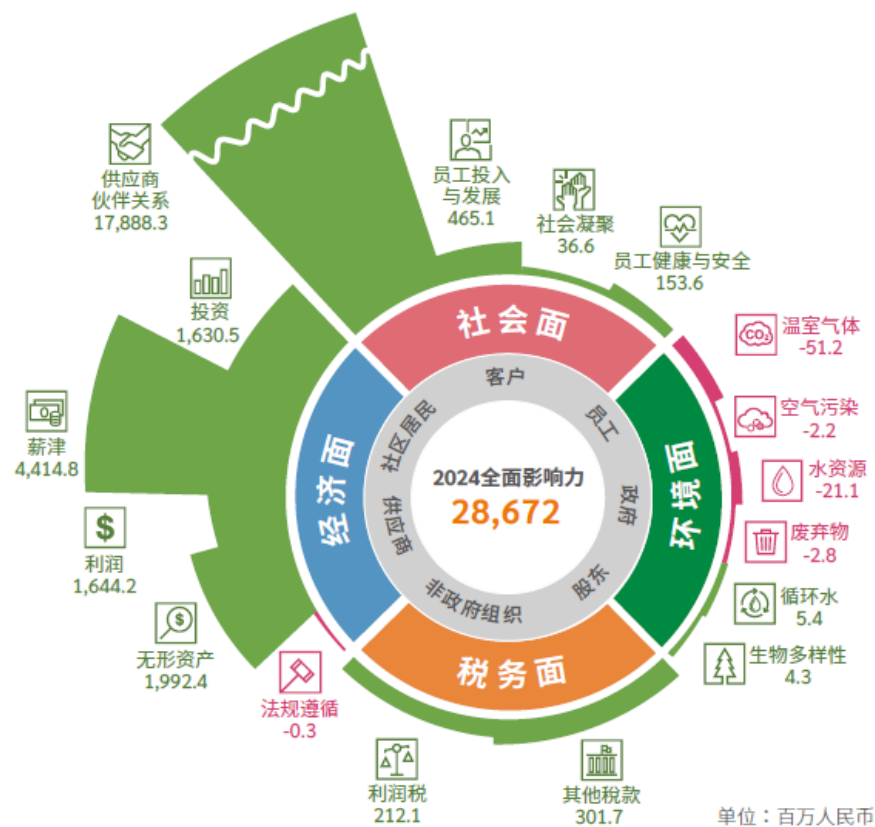 供应商
伙伴关系
17,888.3
员工投入
与发展
465.1
社会凝聚
36.6
员工健康与安全
153.6
投资
1,630.5
薪津
4,414.8
$
利润
1,644.2
$
无形资产
1,992.4
法规遵循
-0.3
CO₂
温室气体
-51.2
空气污染
-2.2
水资源
-21.1
废弃物
-2.8
循环水
5.4
生物多样性
4.3
利润税
212.1
其他税款
301.7
社会面
环境面
税务面
经济面
客户
员工
政府
股东
非政府组织
供应商
社区居民
2024全面影响力
28,672
单位：百万人民币